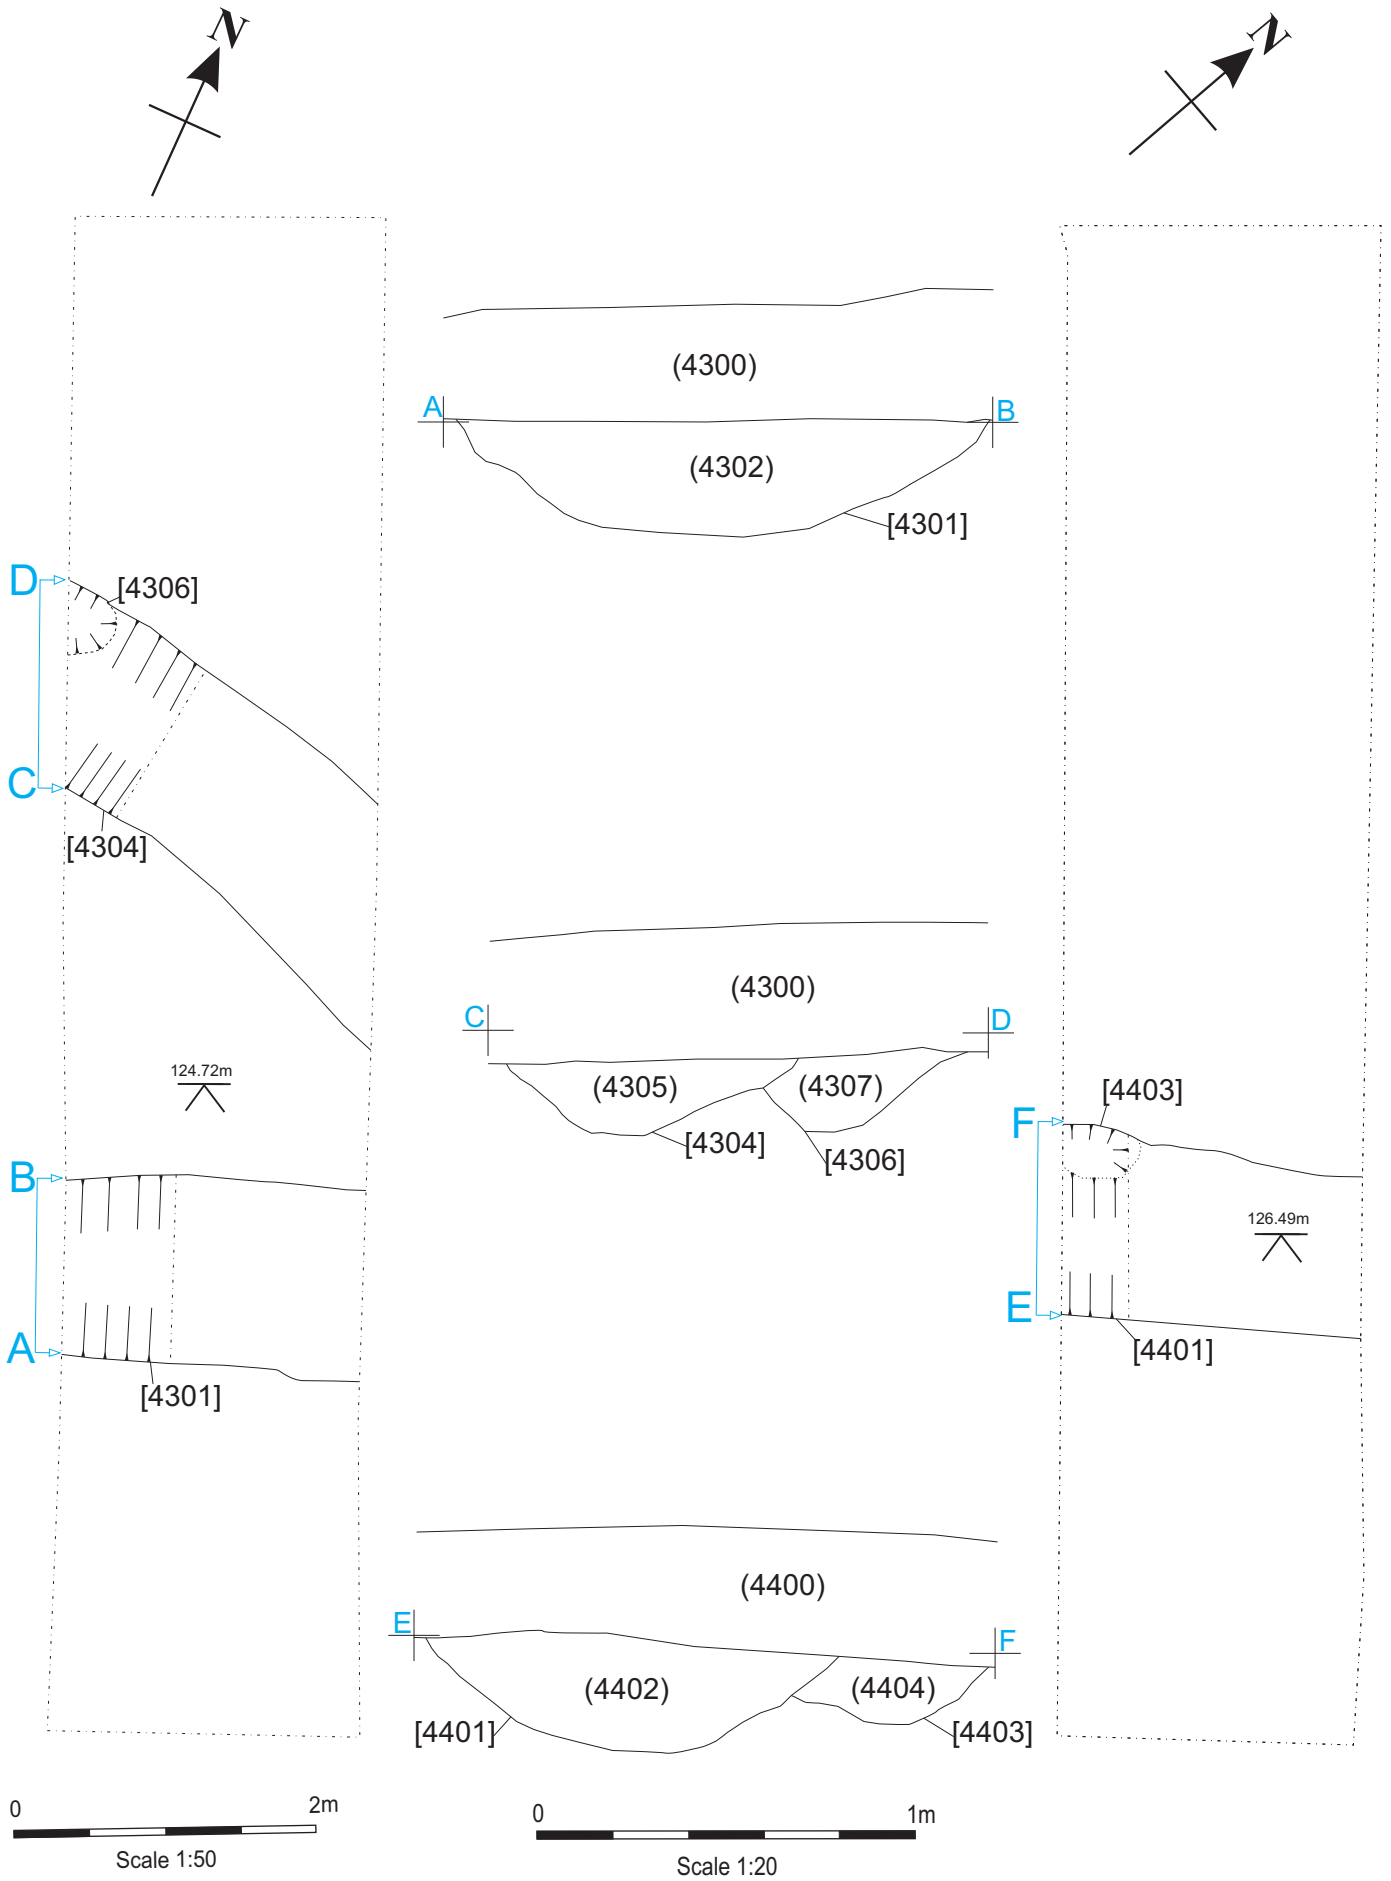 N
N
(4300)
A
B
(4302)
[4301]
D
[4306]
C
[4304]
(4300)
C
D
(4305)
(4307)
[4304]
[4306]
124.72m
B
A
[4301]
[4403]
F
126.49m
E
[4401]
(4400)
E
F
(4402)
(4404)
[4401]
[4403]
0 2m
Scale 1:50
0 1m
Scale 1:20